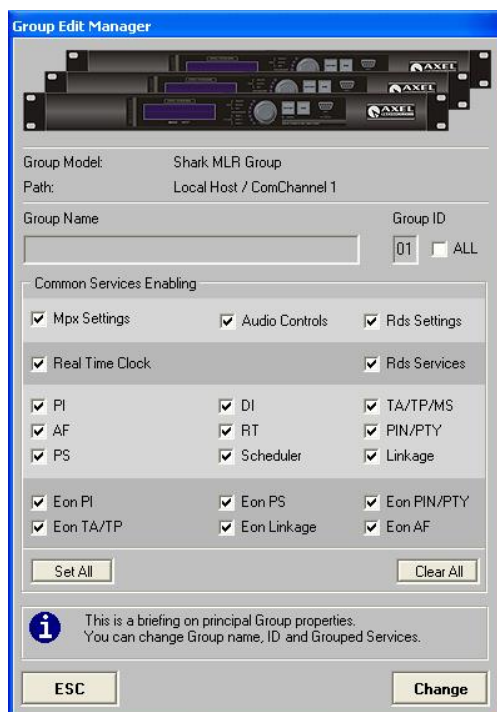 Group Edit Manager
AXEL
AXEL
AXEL
Group Model: Shark MLR Group
Path: Local Host / ComChannel 1
Group Name Group ID
01 ALL
Common Services Enabling
Mpx Settings Audio Controls Rds Settings
Real Time Clock Rds Services
PI DI TA/TP/MS
AF RT PIN/PTY
PS Scheduler Linkage
Eon PI Eon PS Eon PIN/PTY
Eon TA/TP Eon Linkage Eon AF
Set All Clear All
This is a briefing on principal Group properties.
You can change Group name, ID and Grouped Services.
ESC Change